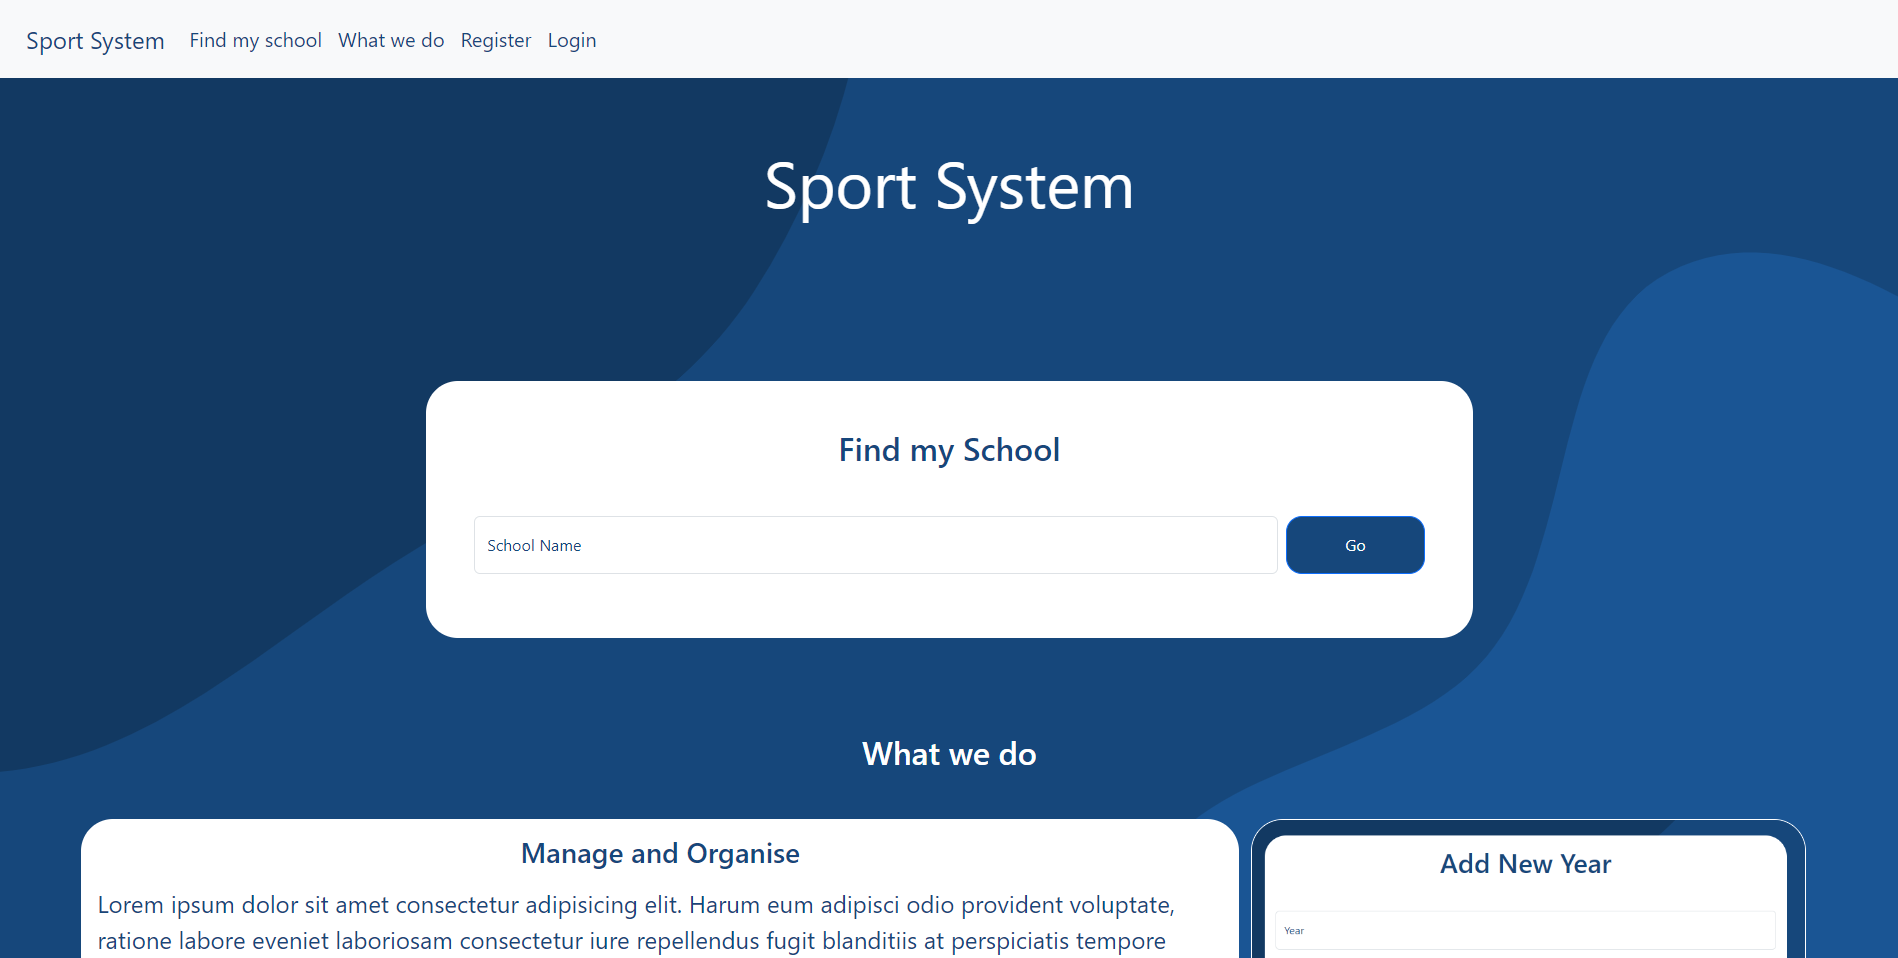 Sport System Find my school What we do Register Login
Sport System
Find my School
School Name Go
What we do
Manage and Organise
Lorem ipsum dolor sit amet consectetur adipisicing elit. Harum eum adipisci odio provident voluptate,
ratione labore eveniet laboriosam consectetur iure repellendus fugit blanditiis at perspiciatis tempore
Add New Year
Year